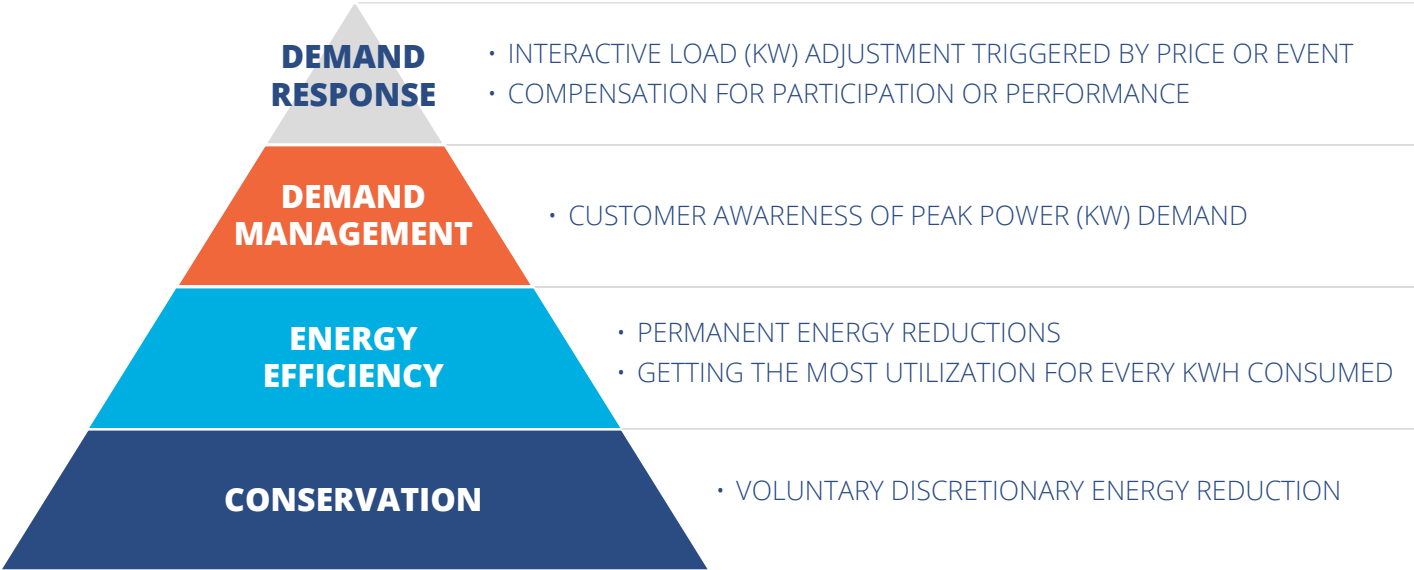 DEMAND
RESPONSE
• INTERACTIVE LOAD (KW) ADJUSTMENT TRIGGERED BY PRICE OR EVENT
• COMPENSATION FOR PARTICIPATION OR PERFORMANCE
DEMAND
MANAGEMENT
• CUSTOMER AWARENESS OF PEAK POWER (KW) DEMAND
ENERGY
EFFICIENCY
• PERMANENT ENERGY REDUCTIONS
• GETTING THE MOST UTILIZATION FOR EVERY KWH CONSUMED
CONSERVATION
• VOLUNTARY DISCRETIONARY ENERGY REDUCTION